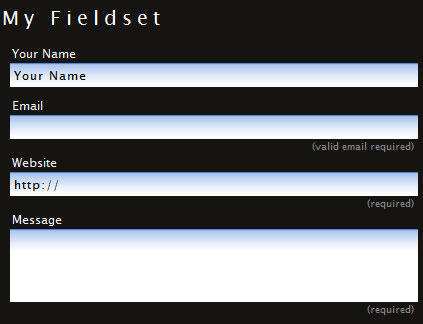 My Fieldset
Your Name
Your Name
Email
(valid email required)
Website
http://
(required)
Message
(required)